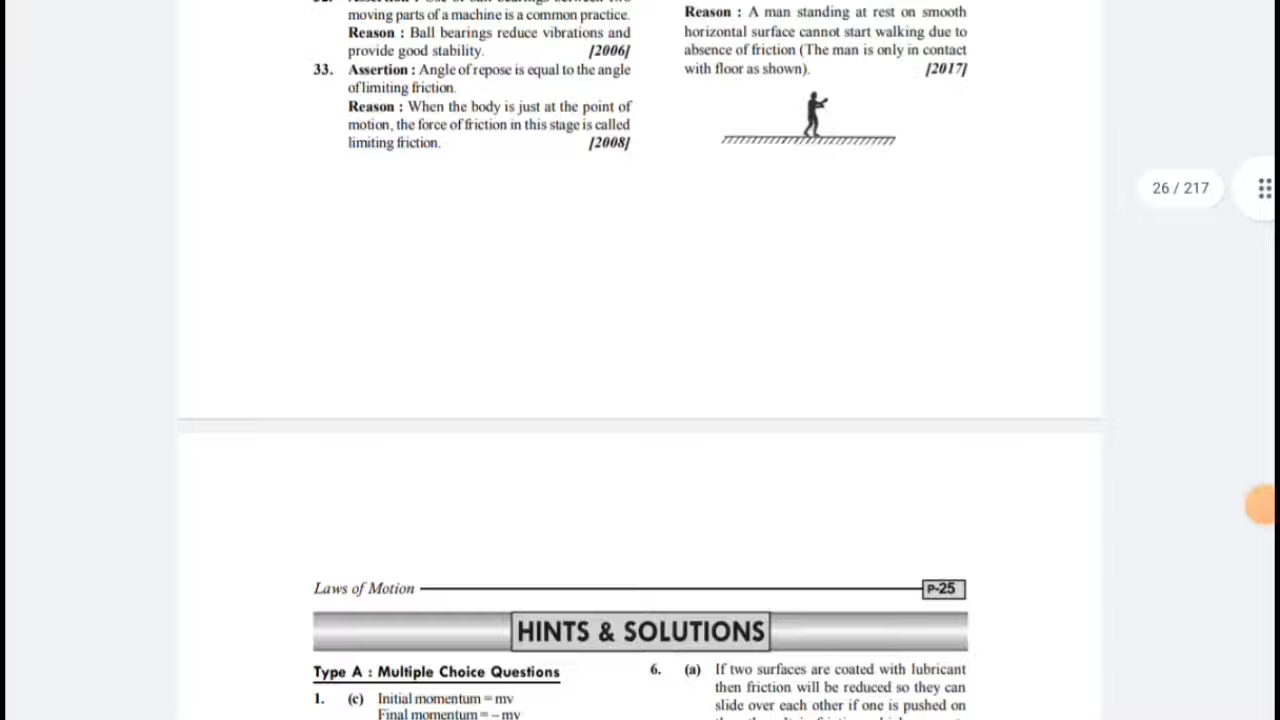 moving parts of a machine is a common practice.
Reason : Ball bearings reduce vibrations and
provide good stability. [2006]
33. Assertion : Angle of repose is equal to the angle
of limiting friction.
Reason : When the body is just at the point of
motion, the force of friction in this stage is called
limiting friction. [2008]
Reason : A man standing at rest on smooth
horizontal surface cannot start walking due to
absence of friction (The man is only in contact
with floor as shown). [2017]
26 / 217
Laws of Motion
P-25
HINTS & SOLUTIONS
Type A : Multiple Choice Questions
1. (c) Initial momentum = mv
Final momentum = – mv
6. (a) If two surfaces are coated with lubricant
then friction will be reduced so they can
slide over each other if one is pushed on